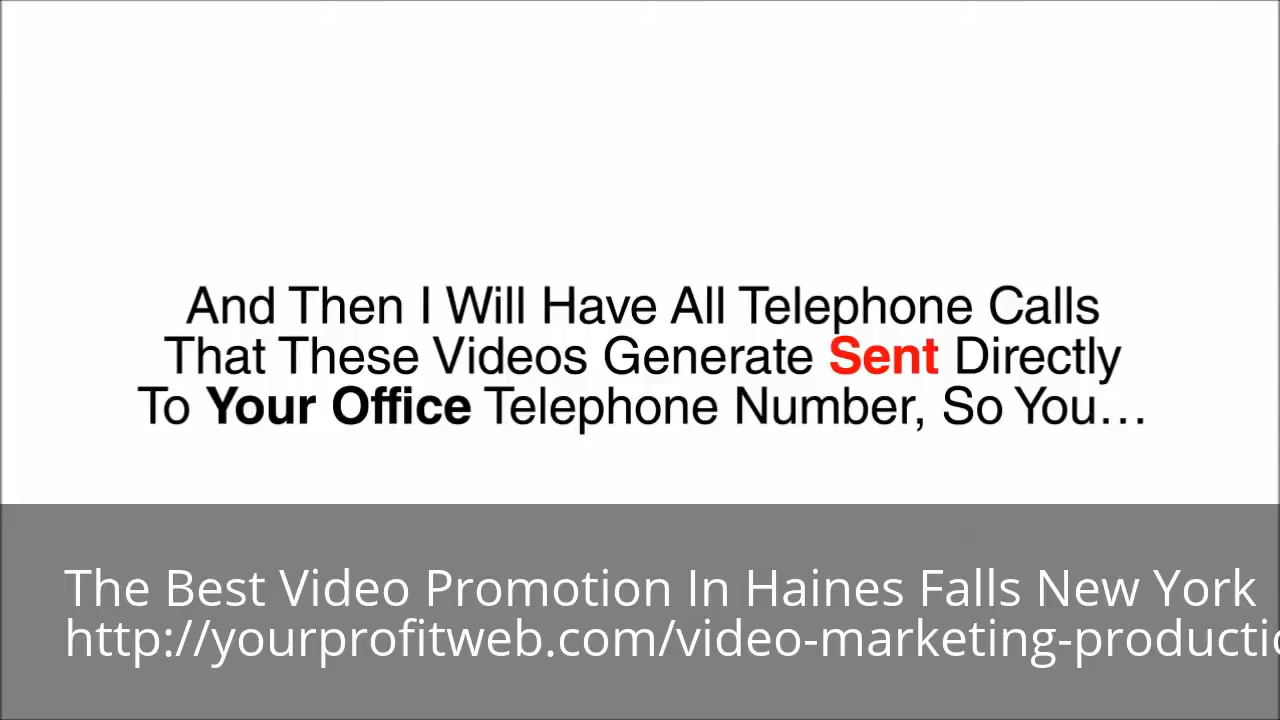 And Then I Will Have All Telephone Calls
That These Videos Generate Sent Directly
To Your Office Telephone Number, So You...
The Best Video Promotion In Haines Falls New York
http://yourprofitweb.com/video-marketing-producti